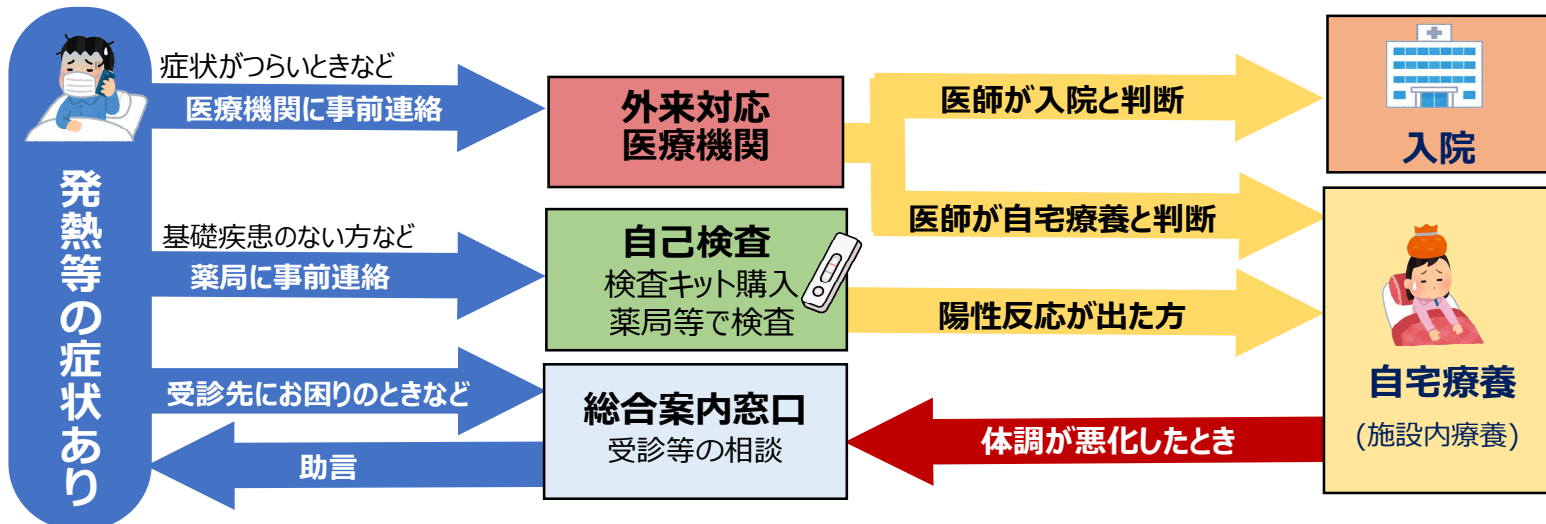 発熱等の症状あり
症状がつらいときなど
医療機関に事前連絡
基礎疾患のない方など
薬局に事前連絡
受診先にお困りのときなど
助言
外来対応
医療機関
自己検査
検査キット購入
薬局等で検査
総合案内窓口
受診等の相談
医師が入院と判断
医師が自宅療養と判断
陽性反応が出た方
体調が悪化したとき
入院
自宅療養
(施設内療養)